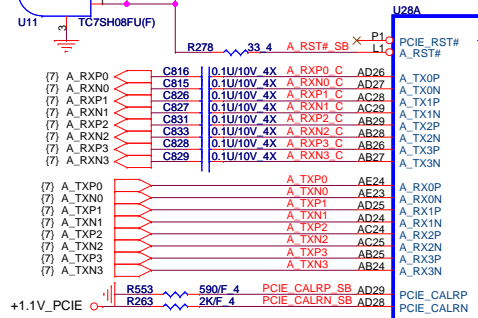 U11
3
TC7SH08FU(F)
U28A
R278 33_4 A_RST#_SB P1 PCIE_RST#
L1 A_RST#
{7} A_RXP0 C816 0.1U/10V_4X A_RXP0_C AD26 A_TX0P
{7} A_RXN0 C815 0.1U/10V_4X A_RXN0_C AD27 A_TX0N
{7} A_RXP1 C826 0.1U/10V_4X A_RXP1_C AC28 A_TX1P
{7} A_RXN1 C827 0.1U/10V_4X A_RXN1_C AC29 A_TX1N
{7} A_RXP2 C831 0.1U/10V_4X A_RXP2_C AB29 A_TX2P
{7} A_RXN2 C833 0.1U/10V_4X A_RXN2_C AB28 A_TX2N
{7} A_RXP3 C828 0.1U/10V_4X A_RXP3_C AB26 A_TX3P
{7} A_RXN3 C829 0.1U/10V_4X A_RXN3_C AB27 A_TX3N
{7} A_TXP0 A_TXP0 AE24 A_RX0P
{7} A_TXN0 A_TXN0 AE23 A_RX0N
{7} A_TXP1 A_TXP1 AD25 A_RX1P
{7} A_TXN1 A_TXN1 AD24 A_RX1N
{7} A_TXP2 A_TXP2 AC24 A_RX2P
{7} A_TXN2 A_TXN2 AC25 A_RX2N
{7} A_TXP3 A_TXP3 AB25 A_RX3P
{7} A_TXN3 A_TXN3 AB24 A_RX3N
R553 590/F_4 PCIE_CALRP_SB AD29 PCIE_CALRP
+1.1V_PCIE R263 2K/F_4 PCIE_CALRN_SB AD28 PCIE_CALRN